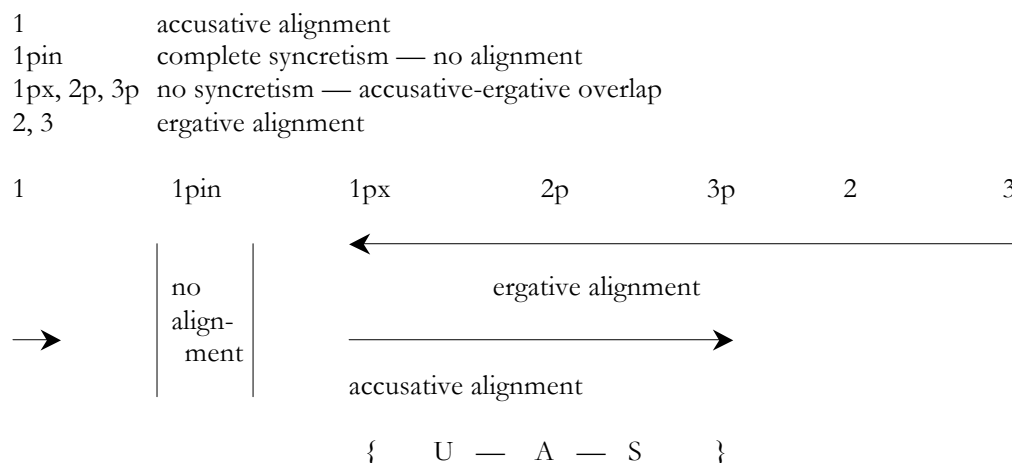 1 accusative alignment
1pin complete syncretism — no alignment
1px, 2p, 3p no syncretism — accusative-ergative overlap
2, 3 ergative alignment
1 1pin 1px 2p 3p 2 3
no
ergative alignment
align-
ment
accusative alignment
{ U — A — S }